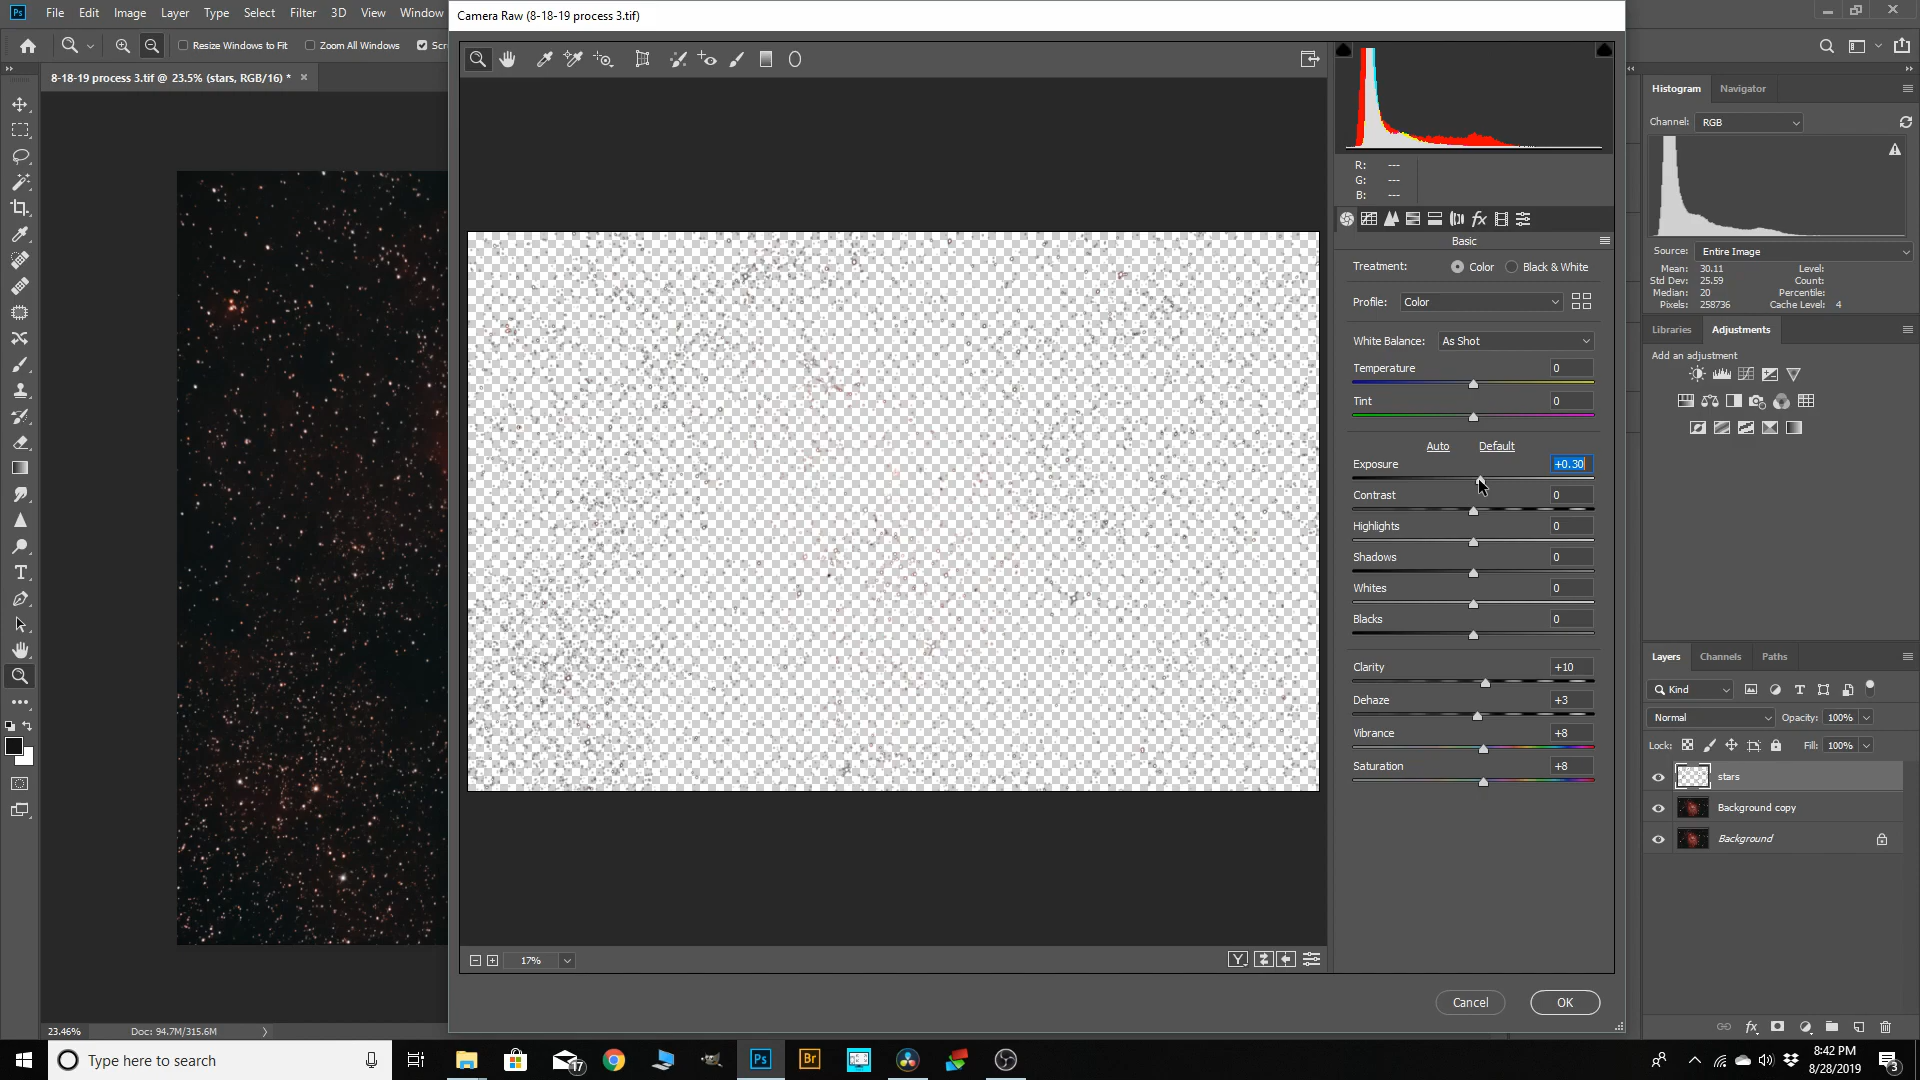 Ps File Edit Image Layer Type Select Filter 3D View Window
Camera Raw (8-18-19 process 3.tif)
Resize Windows to Fit Zoom All Windows Scr
8-18-19 process 3.tif @ 23.5% (stars, RGB/16) * ×
Histogram Navigator
Channel: RGB
R: ---
G: ---
B: ---
Basic
Source: Entire Image
Mean: 30.11 Level:
Std Dev: 25.59 Count:
Median: 20 Percentile:
Pixels: 258736 Cache Level: 4
Treatment: Color Black & White
Profile: Color
White Balance: As Shot
Temperature 0
Tint 0
Auto Default
Exposure +0.30
Contrast 0
Highlights 0
Shadows 0
Whites 0
Blacks 0
Clarity +10
Dehaze +3
Vibrance +8
Saturation +8
Libraries Adjustments
Add an adjustment
Layers Channels Paths
Kind
Normal Opacity: 100%
Lock: Fill: 100%
stars
Background copy
Background
17%
Y
Cancel OK
23.46% Doc: 94.7M/315.6M
fx
Type here to search
17
Ps
Br
8:42 PM
8/28/2019
3